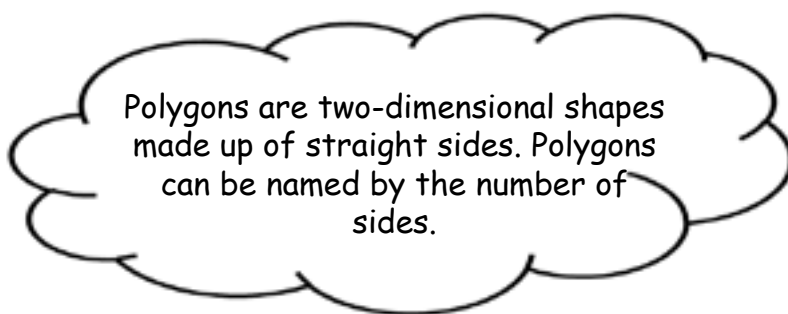 Polygons are two-dimensional shapes
made up of straight sides. Polygons
can be named by the number of
sides.